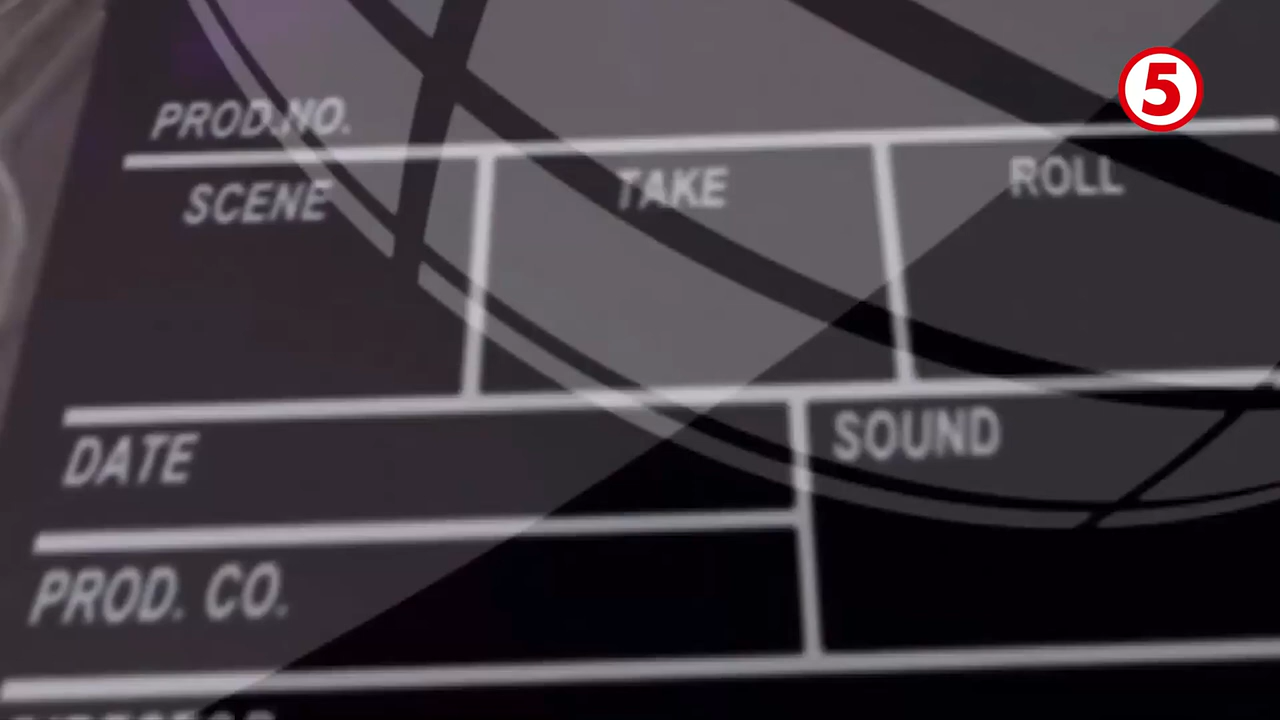 5
PROD.NO.
SCENE TAKE ROLL
DATE SOUND
PROD. CO.